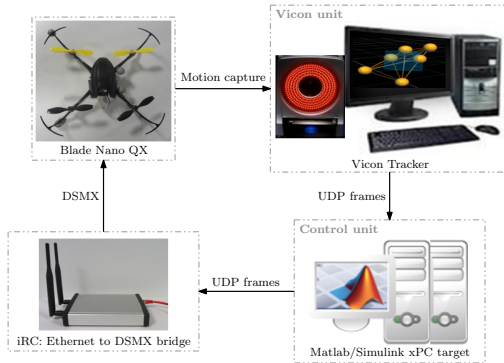 Vicon unit
Motion capture
Blade Nano QX
Vicon Tracker
DSMX
UDP frames
Control unit
UDP frames
iRC: Ethernet to DSMX bridge
Matlab/Simulink xPC target